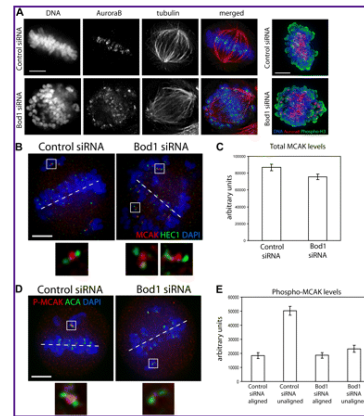 A
DNA
AuroraB
tubulin
merged
Control siRNA
Bod1 siRNA
Control siRNA
Bod1 siRNA
B
Control siRNA
Bod1 siRNA
MCAK HEC1 DAPI
C
Total MCAK levels
arbitrary units
Control
siRNA
Bod1
siRNA
D
Control siRNA
Bod1 siRNA
P-MCAK ACA DAPI
E
Phospho-MCAK levels
arbitrary units
Control
siRNA
aligned
Control
siRNA
unaligned
Bod1
siRNA
aligned
Bod1
siRNA
unaligned